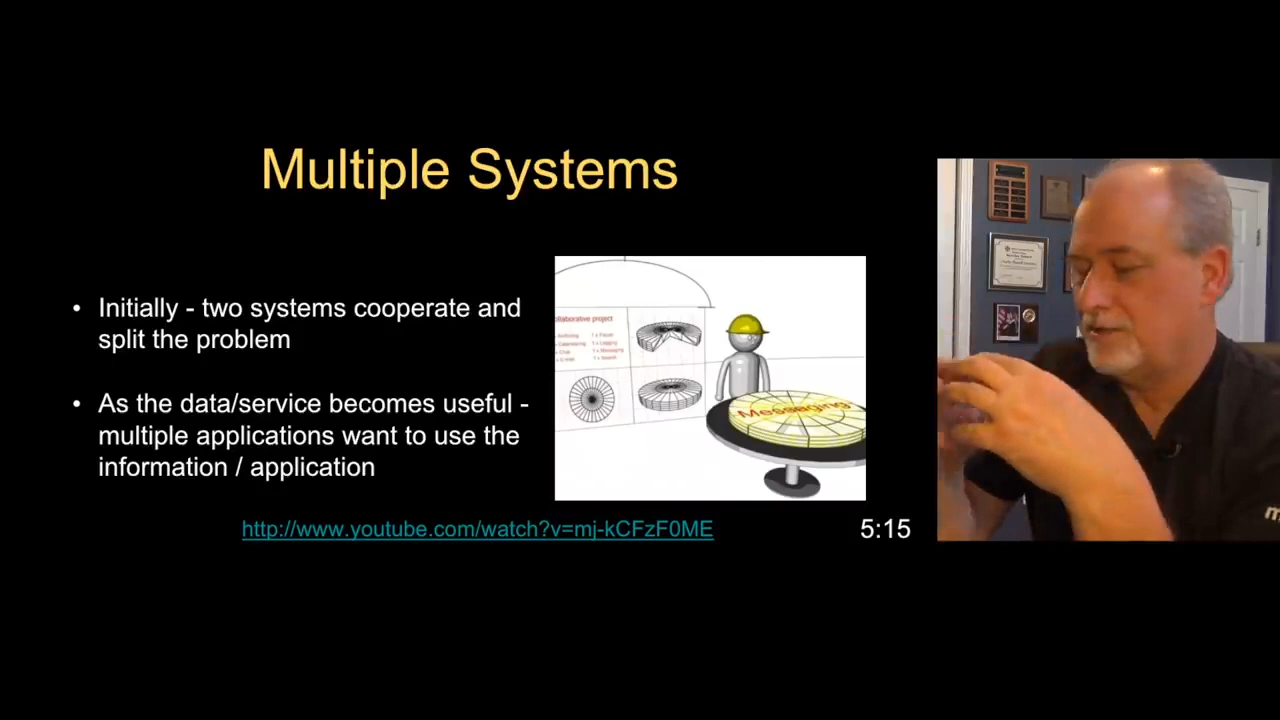 Multiple Systems
• Initially - two systems cooperate and
split the problem
• As the data/service becomes useful -
multiple applications want to use the
information / application
Messaging
http://www.youtube.com/watch?v=mj-kCFzF0ME
5:15